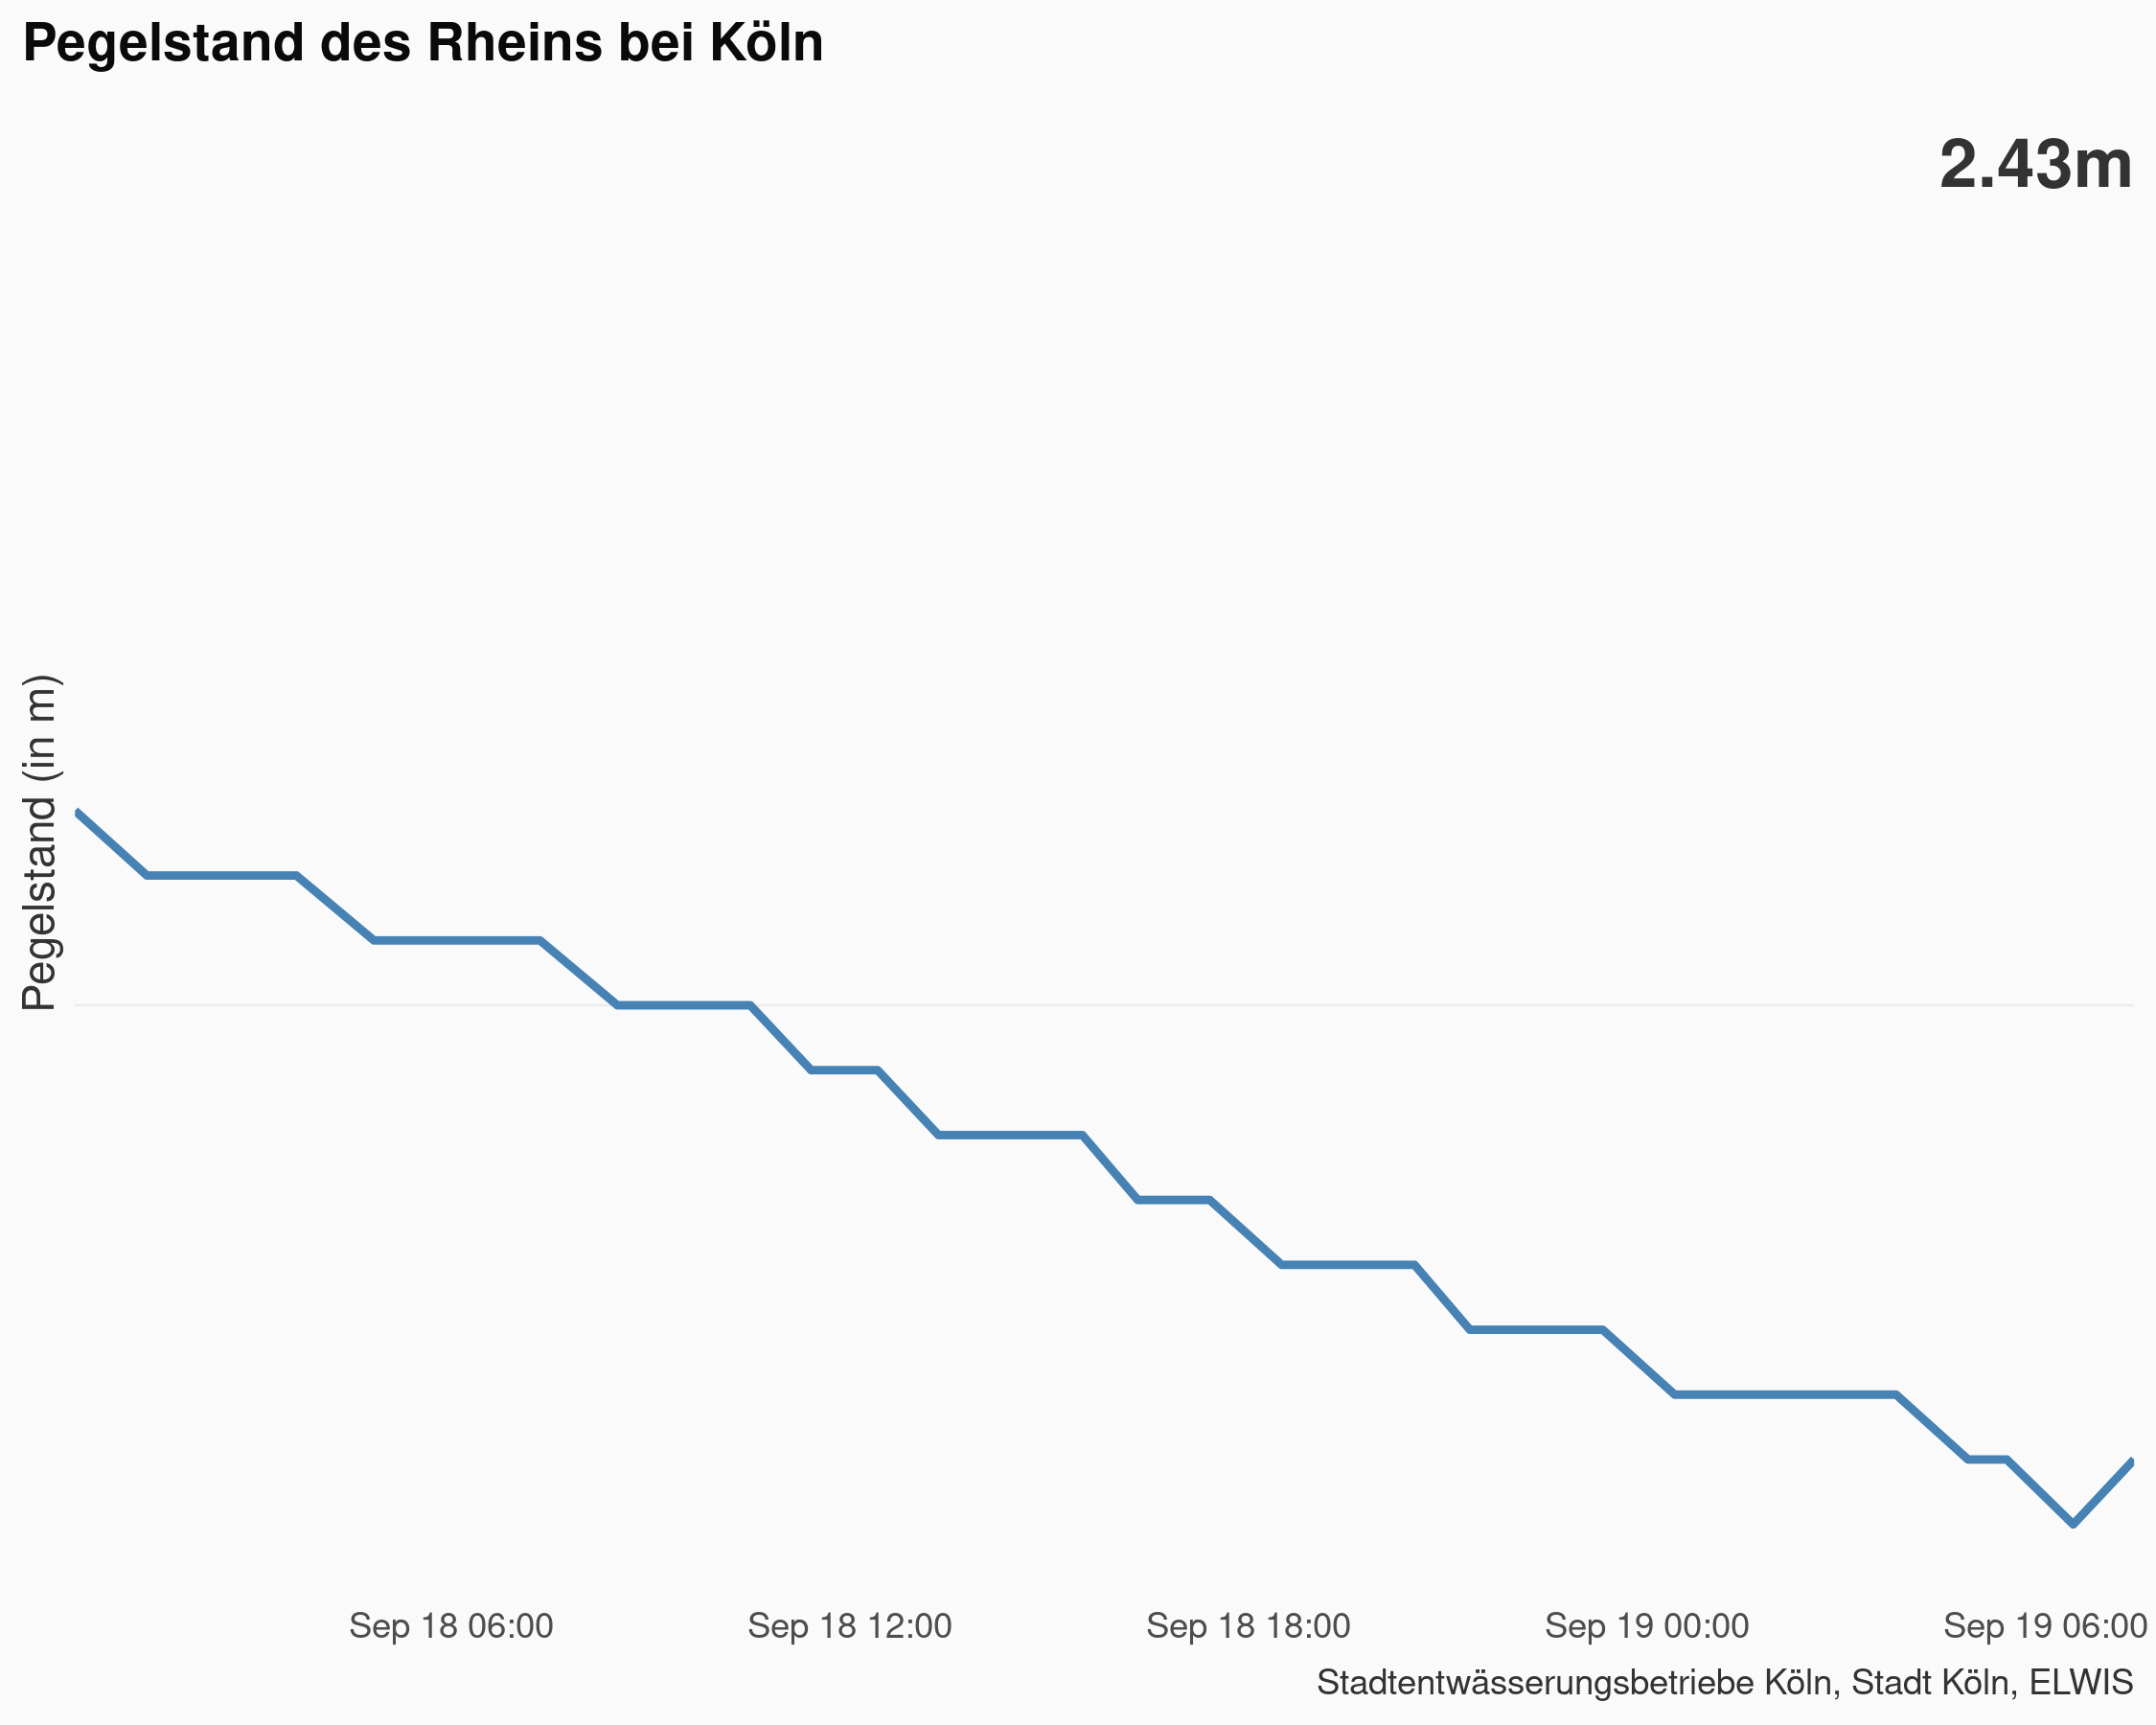 Pegelstand des Rheins bei Köln
2.43m
Pegelstand (in m)
Sep 18 06:00
Sep 18 12:00
Sep 18 18:00
Sep 19 00:00
Sep 19 06:00
Stadtentwässerungsbetriebe Köln, Stadt Köln, ELWIS